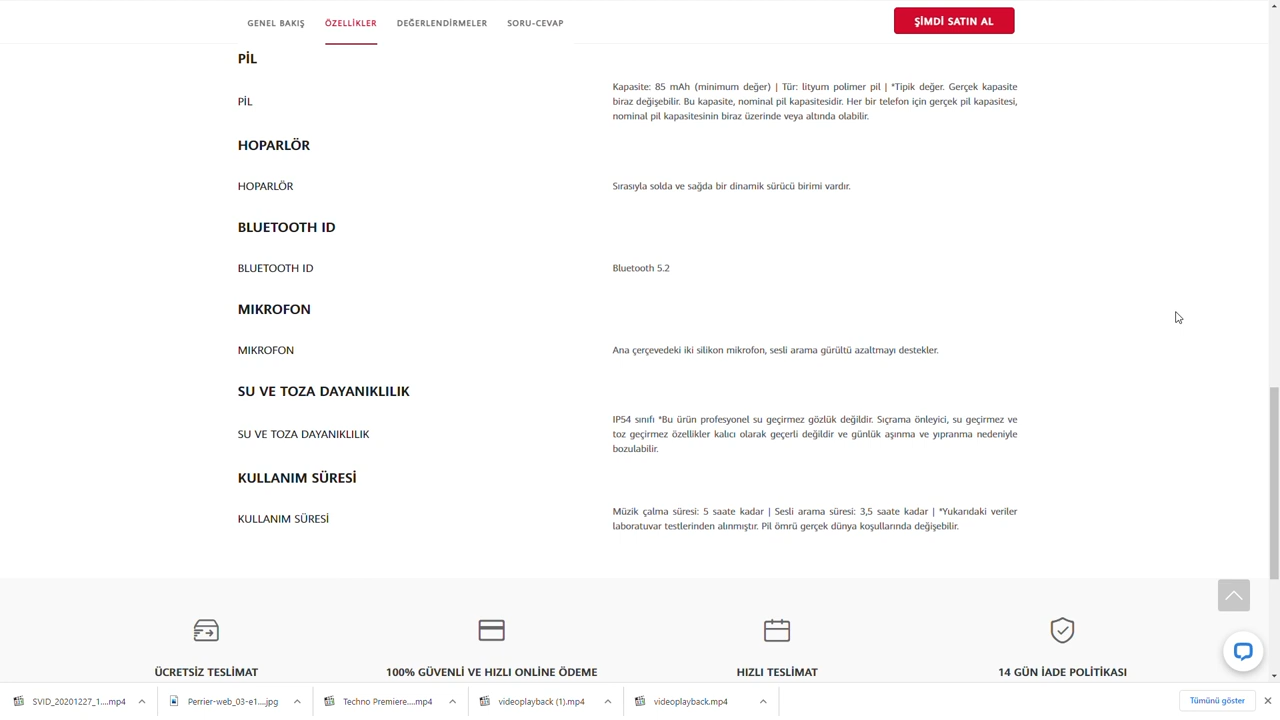 GENEL BAKIŞ
ÖZELLİKLER
DEĞERLENDİRMELER
SORU-CEVAP
ŞİMDİ SATIN AL
PİL
PİL
Kapasite: 85 mAh (minimum değer) | Tür: lityum polimer pil | *Tipik değer. Gerçek kapasite
biraz değişebilir. Bu kapasite, nominal pil kapasitesidir. Her bir telefon için gerçek pil kapasitesi,
nominal pil kapasitesinin biraz üzerinde veya altında olabilir.
HOPARLÖR
HOPARLÖR
Sırasıyla solda ve sağda bir dinamik sürücü birimi vardır.
BLUETOOTH ID
BLUETOOTH ID
Bluetooth 5.2
MIKROFON
MIKROFON
Ana çerçevedeki iki silikon mikrofon, sesli arama gürültü azaltmayı destekler.
SU VE TOZA DAYANIKLILIK
SU VE TOZA DAYANIKLILIK
IP54 sınıfı *Bu ürün profesyonel su geçirmez gözlük değildir. Sıçrama önleyici, su geçirmez ve
toz geçirmez özellikler kalıcı olarak geçerli değildir ve günlük aşınma ve yıpranma nedeniyle
bozulabilir.
KULLANIM SÜRESİ
KULLANIM SÜRESİ
Müzik çalma süresi: 5 saate kadar | Sesli arama süresi: 3,5 saate kadar | *Yukarıdaki veriler
laboratuvar testlerinden alınmıştır. Pil ömrü gerçek dünya koşullarında değişebilir.
ÜCRETSİZ TESLİMAT
100% GÜVENLİ VE HIZLI ONLİNE ÖDEME
HIZLI TESLİMAT
14 GÜN İADE POLİTİKASI
SVID_20201227_1....mp4
Perrier-web_03-e1....jpg
Techno Premiere....mp4
videoplayback (1).mp4
videoplayback.mp4
Tümünü göster